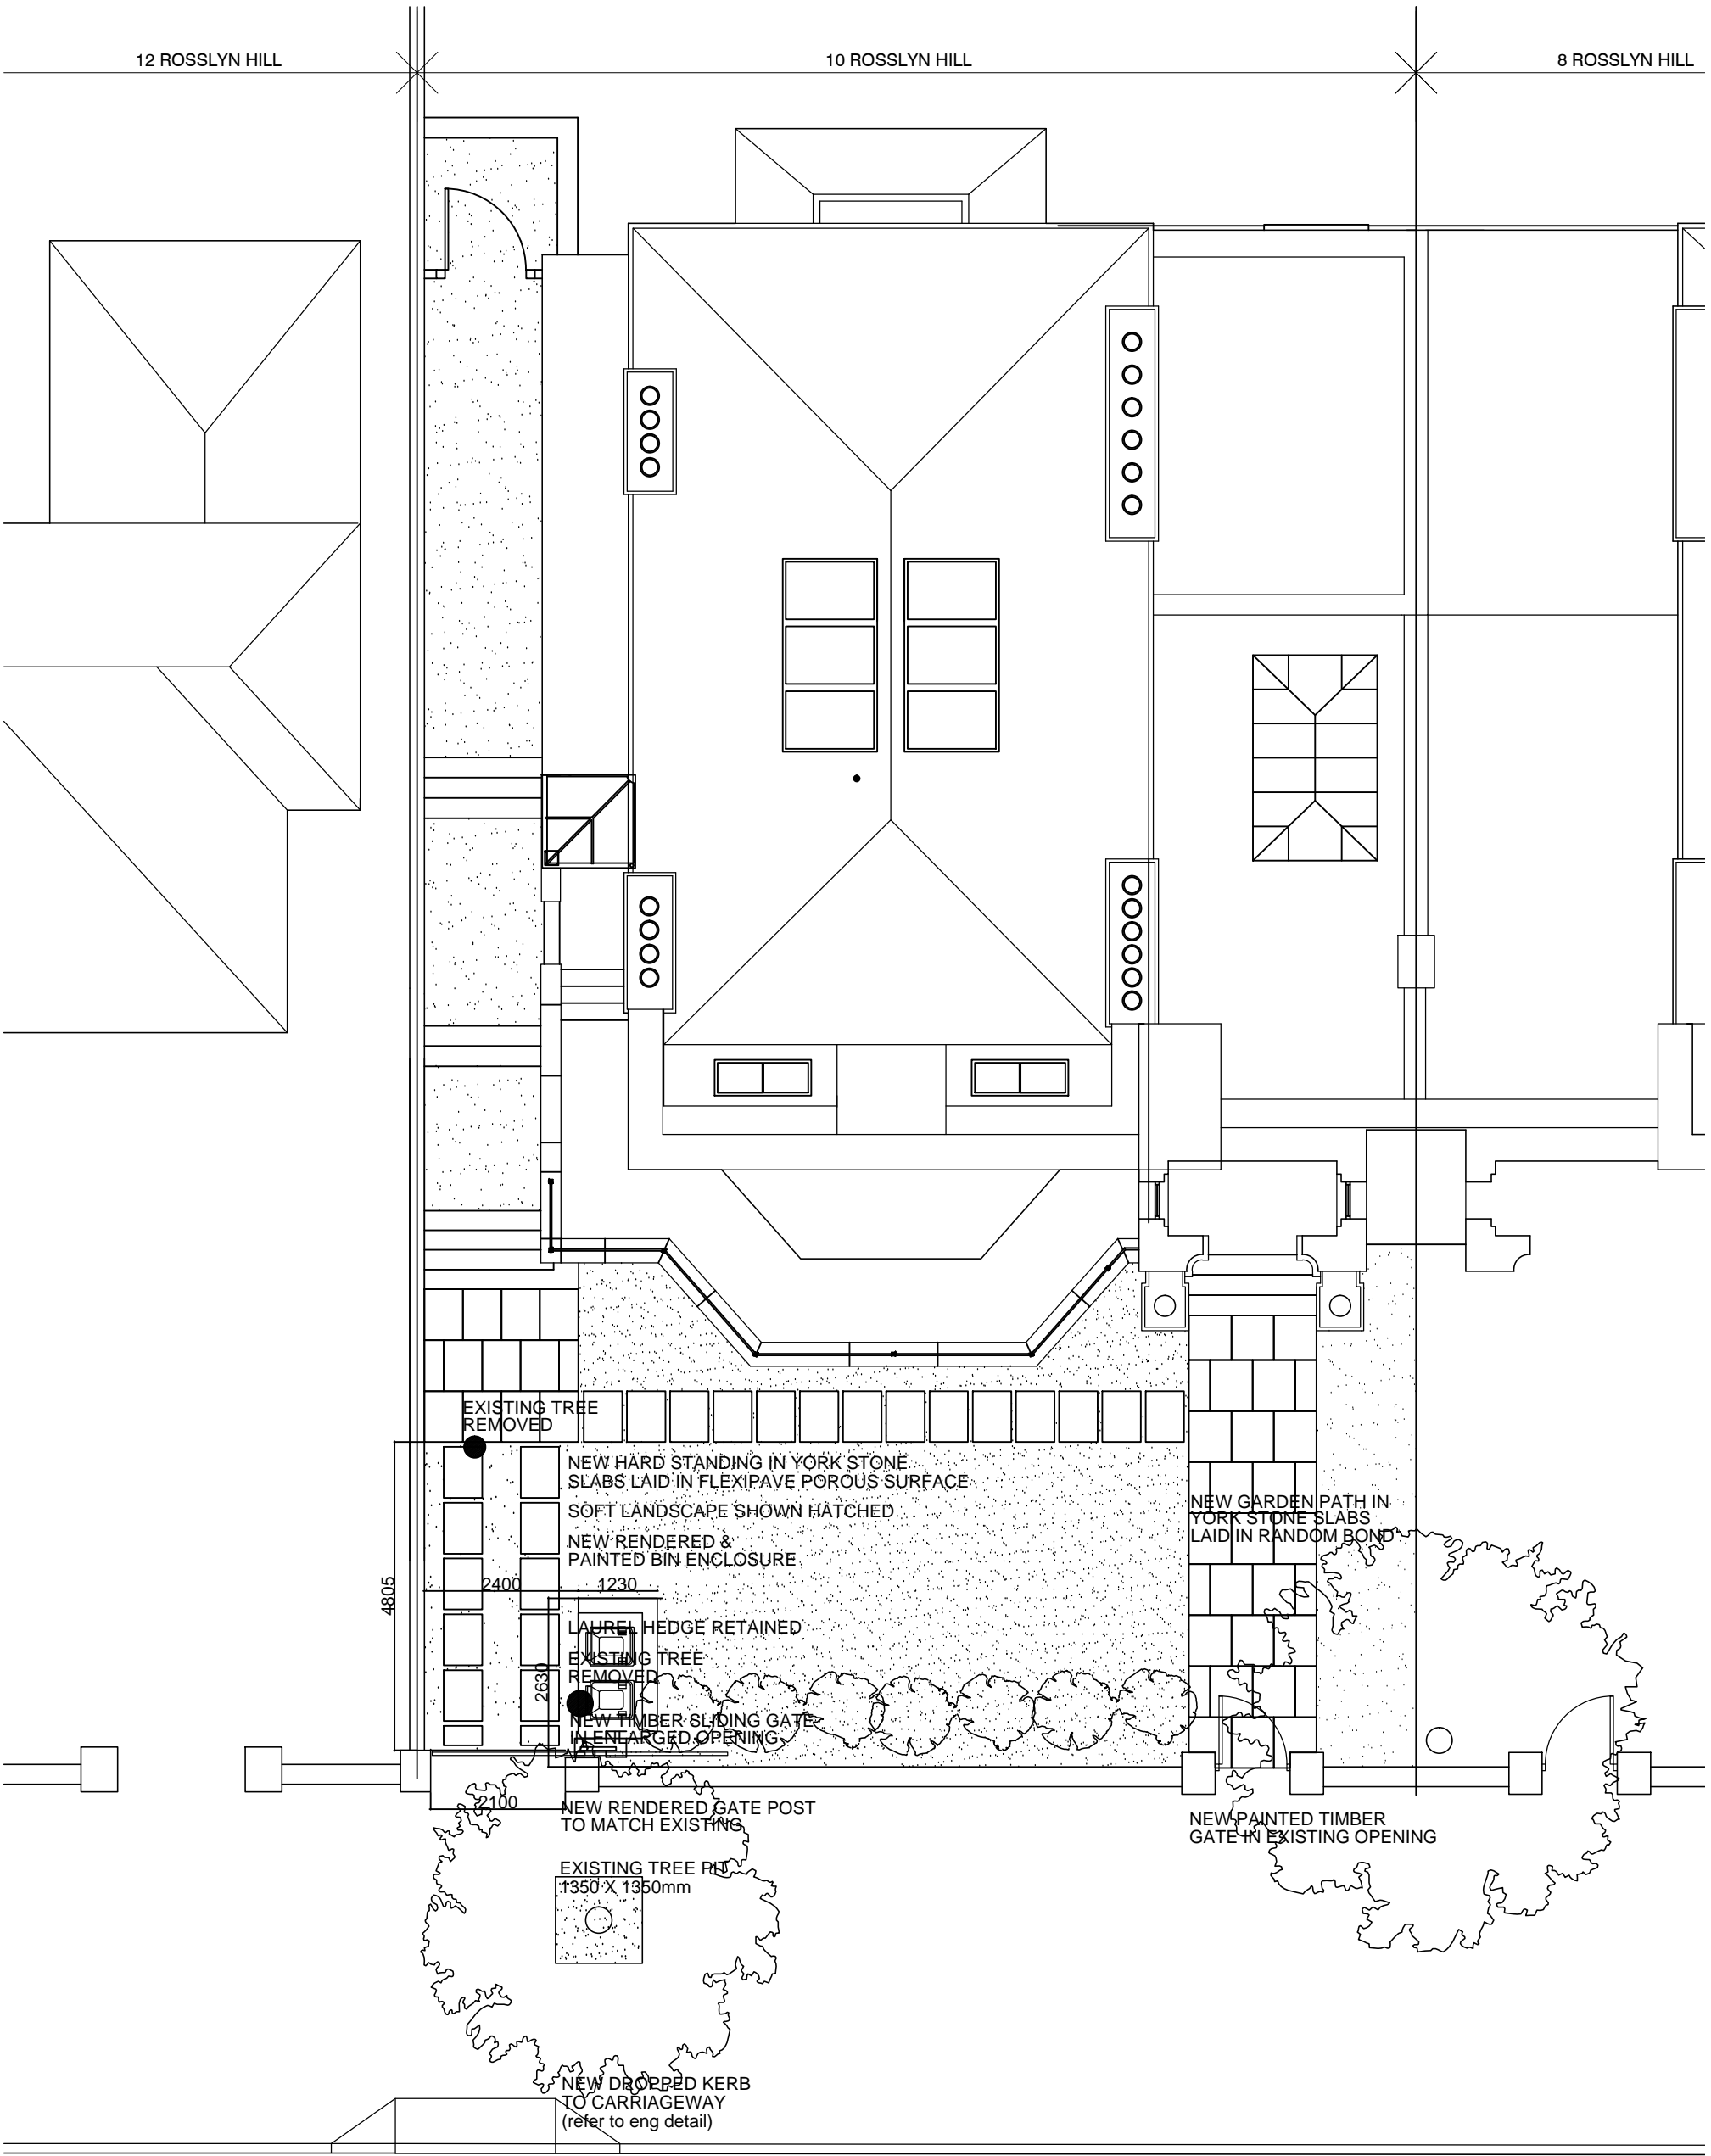 12 ROSSLYN HILL
10 ROSSLYN HILL
8 ROSSLYN HILL
EXISTING TREE
REMOVED
NEW HARD STANDING IN YORK STONE
SLABS LAID IN FLEXIPAVE POROUS SURFACE
SOFT LANDSCAPE SHOWN HATCHED
NEW GARDEN PATH IN
YORK STONE SLABS
LAID IN RANDOM BOND
NEW RENDERED &
PAINTED BIN ENCLOSURE
4805
2400
1230
LAUREL HEDGE RETAINED
EXISTING TREE
REMOVED
2630
NEW TIMBER SLIDING GATE
IN ENLARGED OPENING
2100
NEW RENDERED GATE POST
TO MATCH EXISTING
NEW PAINTED TIMBER
GATE IN EXISTING OPENING
EXISTING TREE PIT
1350 X 1350mm
NEW DROPPED KERB
TO CARRIAGEWAY
(refer to eng detail)